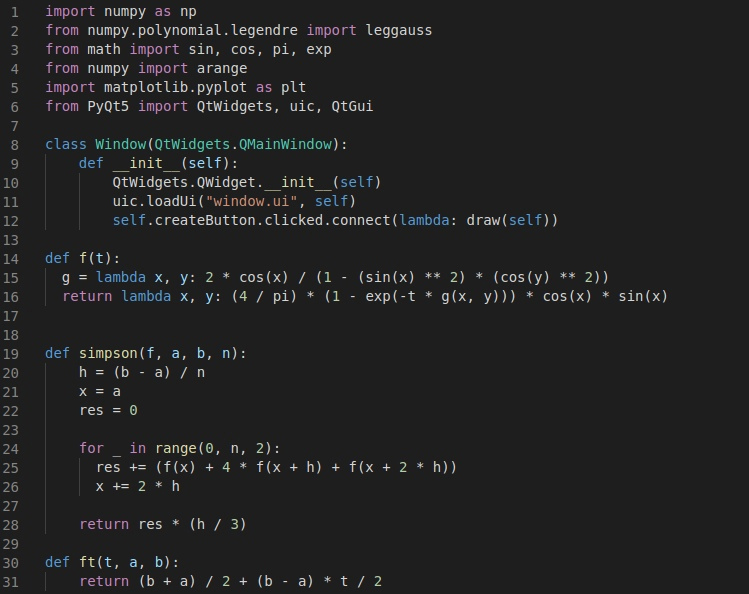 1 import numpy as np
2 from numpy.polynomial.legendre import leggauss
3 from math import sin, cos, pi, exp
4 from numpy import arange
5 import matplotlib.pyplot as plt
6 from PyQt5 import QtWidgets, uic, QtGui
7
8 class Window(QtWidgets.QMainWindow):
9     def __init__(self):
10         QtWidgets.QWidget.__init__(self)
11         uic.loadUi("window.ui", self)
12         self.createButton.clicked.connect(lambda: draw(self))
13
14 def f(t):
15   g = lambda x, y: 2 * cos(x) / (1 - (sin(x) ** 2) * (cos(y) ** 2))
16   return lambda x, y: (4 / pi) * (1 - exp(-t * g(x, y))) * cos(x) * sin(x)
17
18
19 def simpson(f, a, b, n):
20     h = (b - a) / n
21     x = a
22     res = 0
23
24     for _ in range(0, n, 2):
25       res += (f(x) + 4 * f(x + h) + f(x + 2 * h))
26       x += 2 * h
27
28     return res * (h / 3)
29
30 def ft(t, a, b):
31     return (b + a) / 2 + (b - a) * t / 2